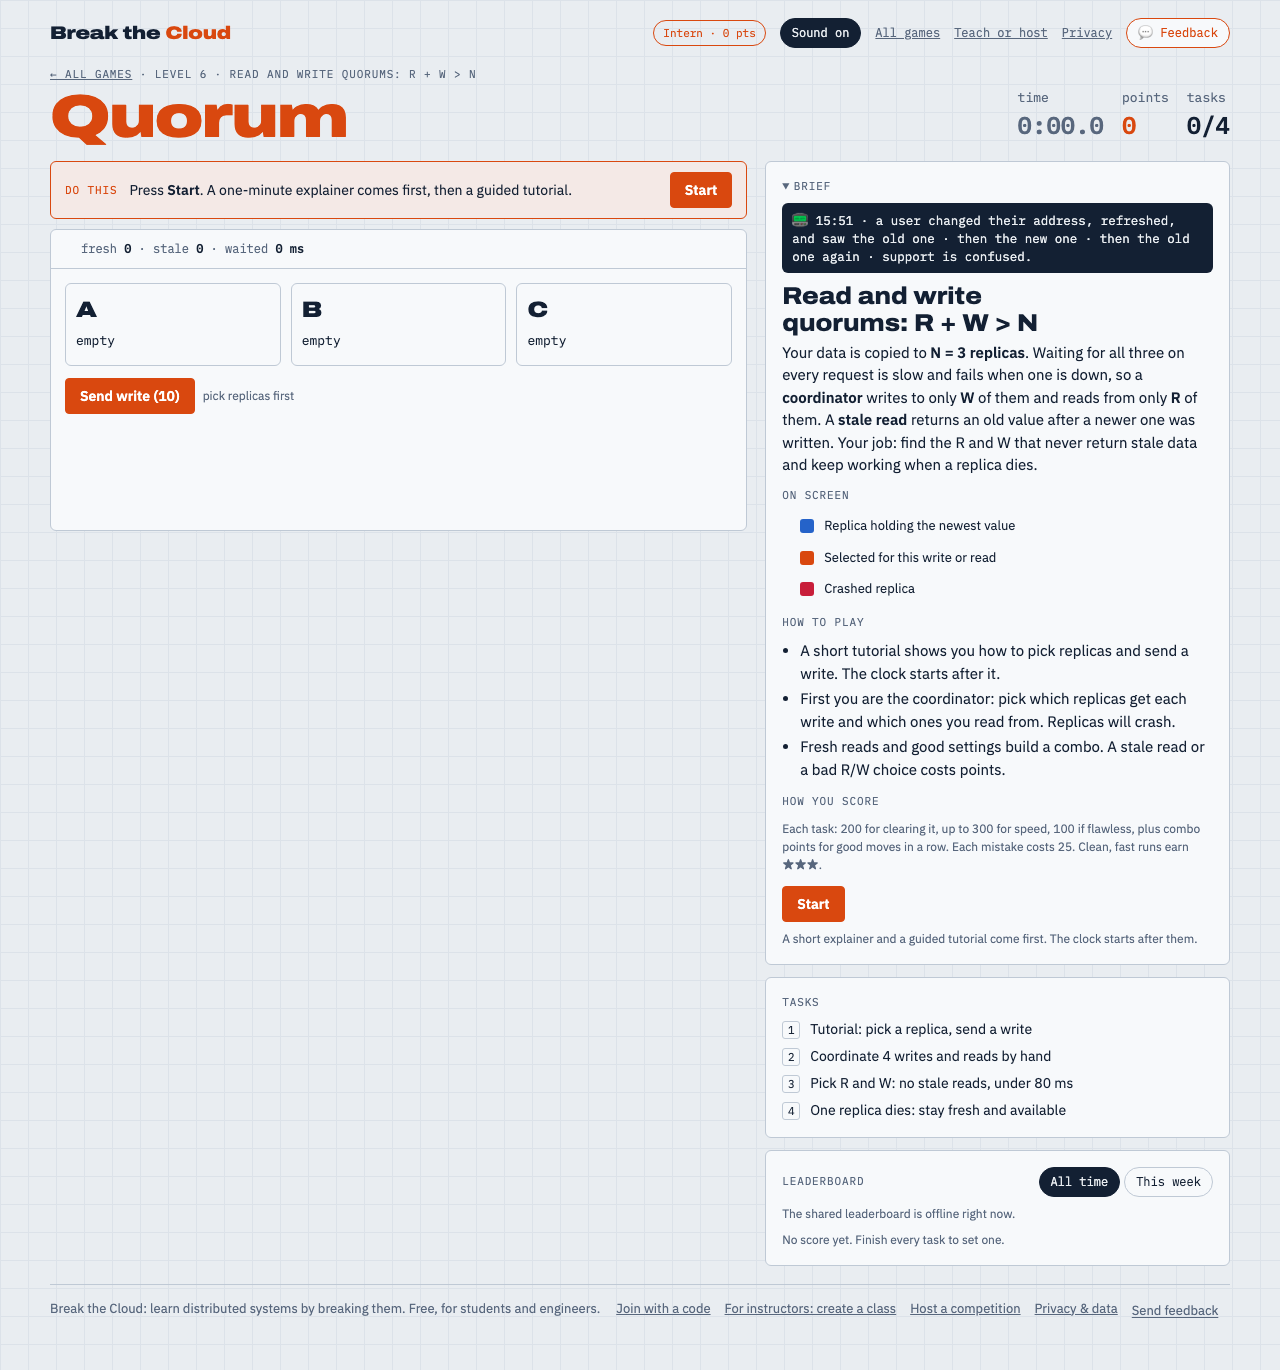 Break the Cloud
Intern · 0 pts
Sound on
All games
Teach or host
Privacy
💬 Feedback
← ALL GAMES · LEVEL 6 · READ AND WRITE QUORUMS: R + W > N
Quorum
time
0:00.0
points
0
tasks
0/4
DO THIS Press Start. A one-minute explainer comes first, then a guided tutorial.
Start
fresh 0 · stale 0 · waited 0 ms
A
empty
B
empty
C
empty
Send write (10)
pick replicas first
▼ BRIEF
15:51 · a user changed their address, refreshed,
and saw the old one · then the new one · then the old
one again · support is confused.
Read and write
quorums: R + W > N
Your data is copied to N = 3 replicas. Waiting for all three on
every request is slow and fails when one is down, so a
coordinator writes to only W of them and reads from only R of
them. A stale read returns an old value after a newer one was
written. Your job: find the R and W that never return stale data
and keep working when a replica dies.
ON SCREEN
Replica holding the newest value
Selected for this write or read
Crashed replica
HOW TO PLAY
• A short tutorial shows you how to pick replicas and send a
write. The clock starts after it.
• First you are the coordinator: pick which replicas get each
write and which ones you read from. Replicas will crash.
• Fresh reads and good settings build a combo. A stale read or
a bad R/W choice costs points.
HOW YOU SCORE
Each task: 200 for clearing it, up to 300 for speed, 100 if flawless, plus combo
points for good moves in a row. Each mistake costs 25. Clean, fast runs earn
★★★.
Start
A short explainer and a guided tutorial come first. The clock starts after them.
TASKS
1 Tutorial: pick a replica, send a write
2 Coordinate 4 writes and reads by hand
3 Pick R and W: no stale reads, under 80 ms
4 One replica dies: stay fresh and available
LEADERBOARD
All time
This week
The shared leaderboard is offline right now.
No score yet. Finish every task to set one.
Break the Cloud: learn distributed systems by breaking them. Free, for students and engineers.
Join with a code
For instructors: create a class
Host a competition
Privacy & data
Send feedback